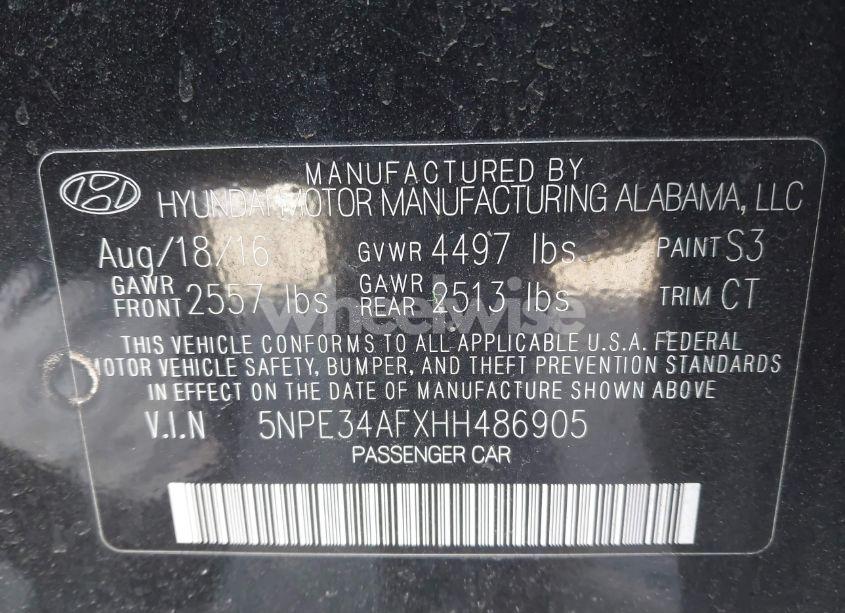 MANUFACTURED BY
HYUNDAI MOTOR MANUFACTURING ALABAMA, LLC
Aug/18/16 GVWR 4497 lbs PAINT S3
GAWR FRONT 2557 lbs GAWR REAR 2513 lbs TRIM CT
wheelwise
THIS VEHICLE CONFORMS TO ALL APPLICABLE U.S.A. FEDERAL
MOTOR VEHICLE SAFETY, BUMPER, AND THEFT PREVENTION STANDARDS
IN EFFECT ON THE DATE OF MANUFACTURE SHOWN ABOVE
V.I.N 5NPE34AFXHH486905
PASSENGER CAR